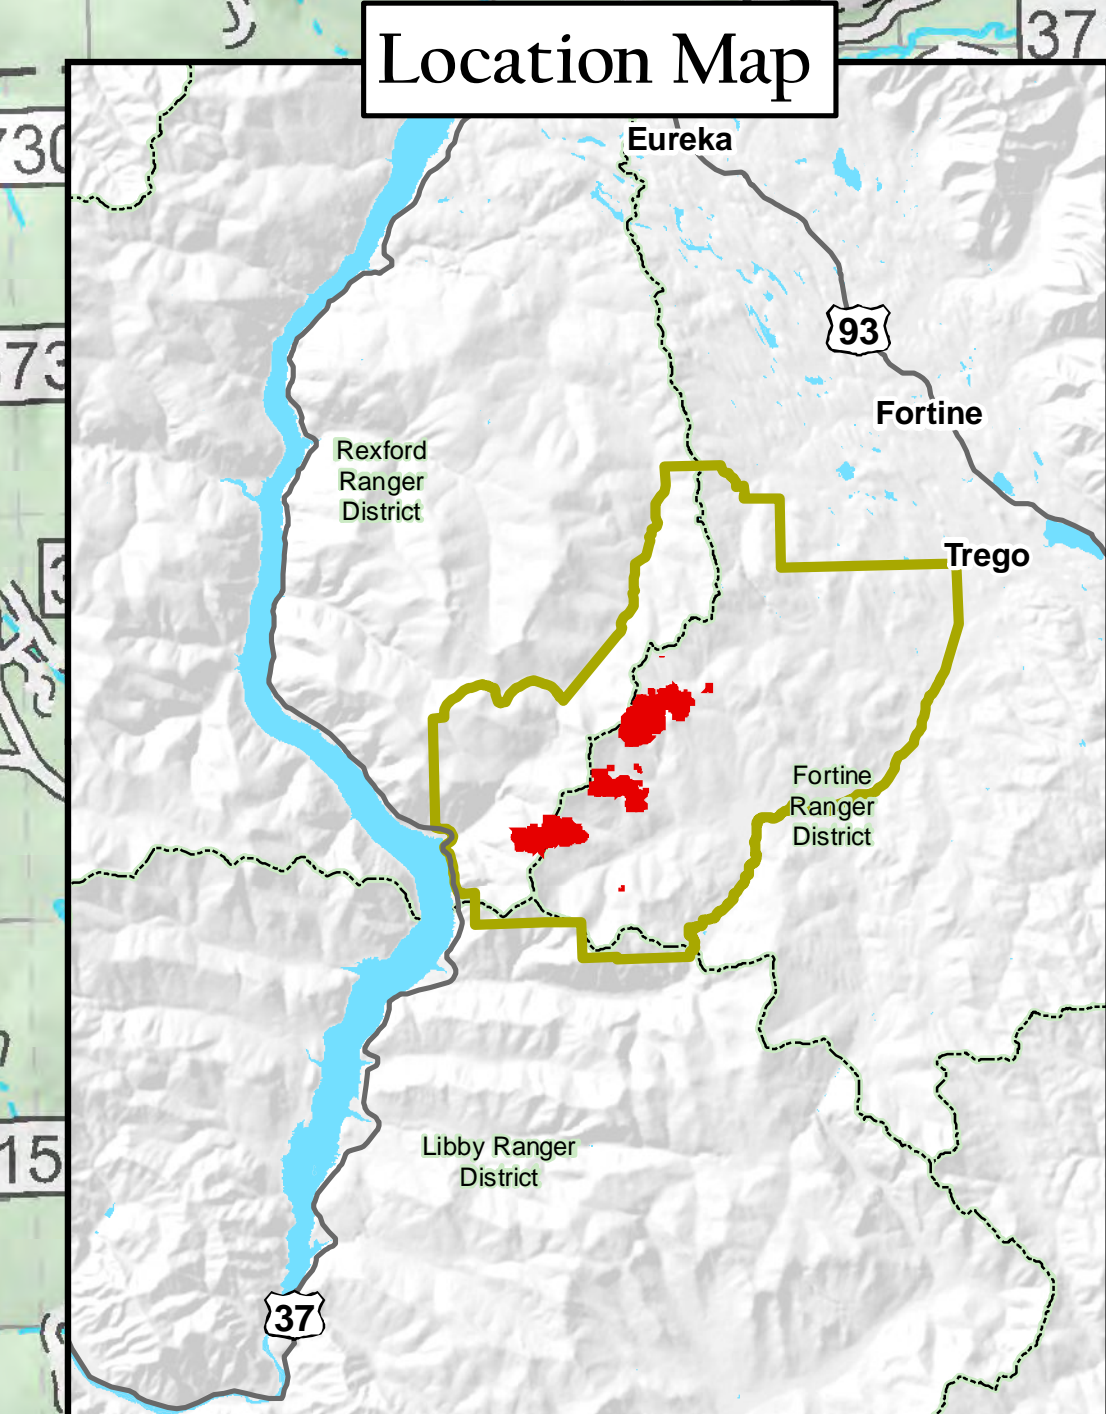 Location Map
37
Eureka
93
Fortine
Rexford
Ranger
District
Trego
Fortine
Ranger
District
15
Libby Ranger
District
37